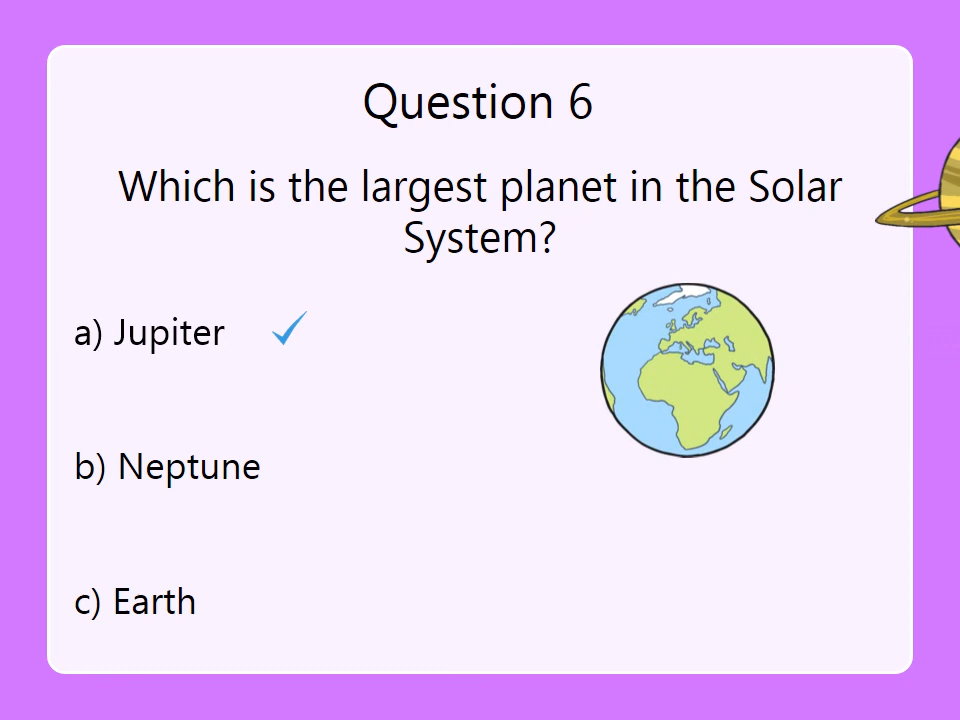 Question 6
Which is the largest planet in the Solar
System?
a) Jupiter
b) Neptune
c) Earth